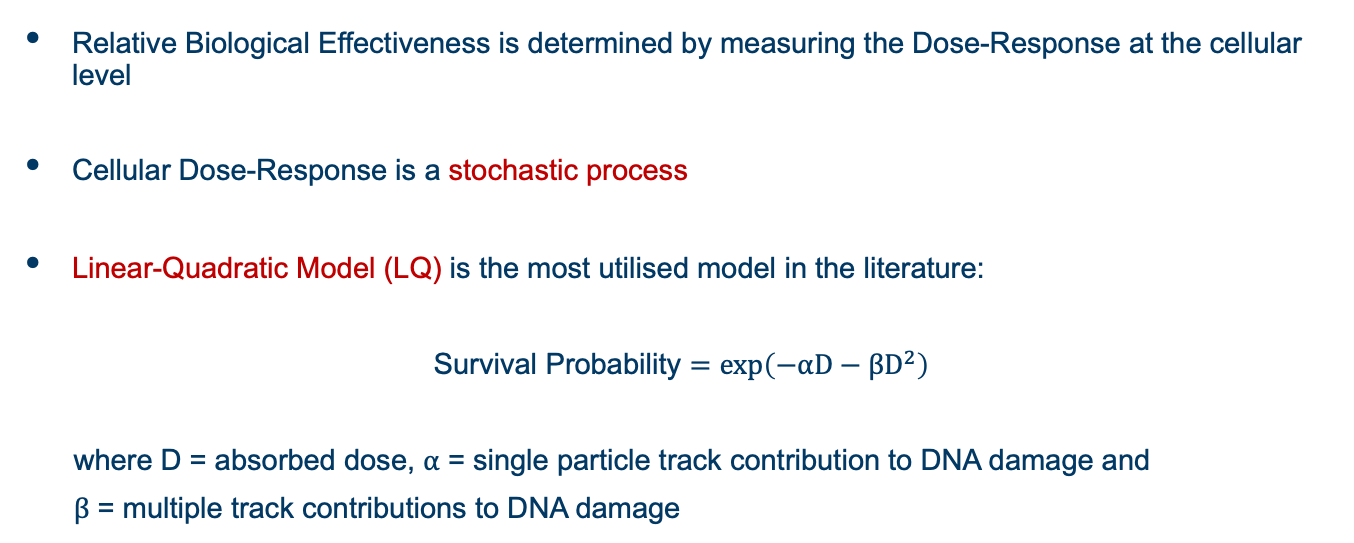 • Relative Biological Effectiveness is determined by measuring the Dose-Response at the cellular
level
• Cellular Dose-Response is a stochastic process
• Linear-Quadratic Model (LQ) is the most utilised model in the literature:
Survival Probability = exp(−αD − βD²)
where D = absorbed dose, α = single particle track contribution to DNA damage and
β = multiple track contributions to DNA damage